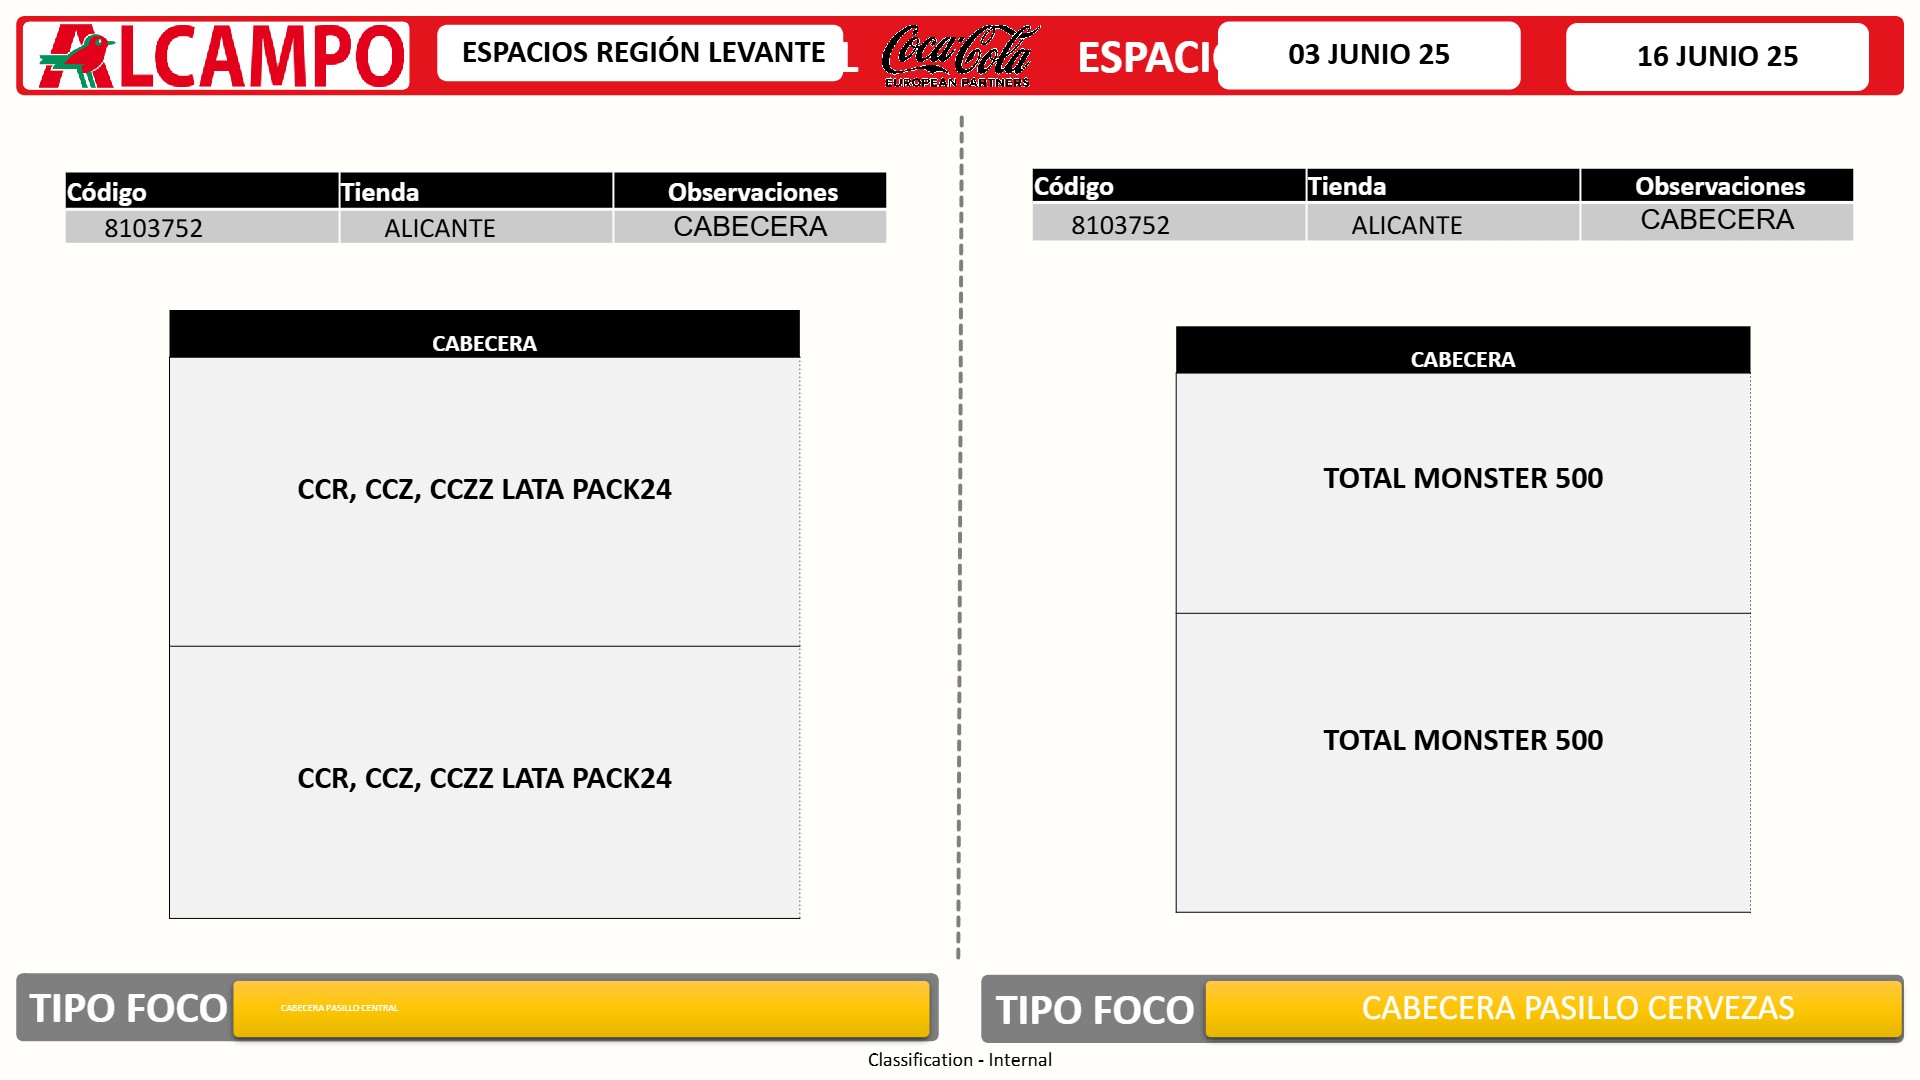 ALCAMPO
ESPACIOS REGIÓN LEVANTE
L
Coca-Cola
EUROPEAN PARTNERS
ESPACI
03 JUNIO 25
16 JUNIO 25
Código Tienda Observaciones
8103752 ALICANTE CABECERA
CABECERA
CCR, CCZ, CCZZ LATA PACK24
CCR, CCZ, CCZZ LATA PACK24
TIPO FOCO CABECERA PASILLO CENTRAL
Código Tienda Observaciones
8103752 ALICANTE CABECERA
CABECERA
TOTAL MONSTER 500
TOTAL MONSTER 500
TIPO FOCO CABECERA PASILLO CERVEZAS
Classification - Internal